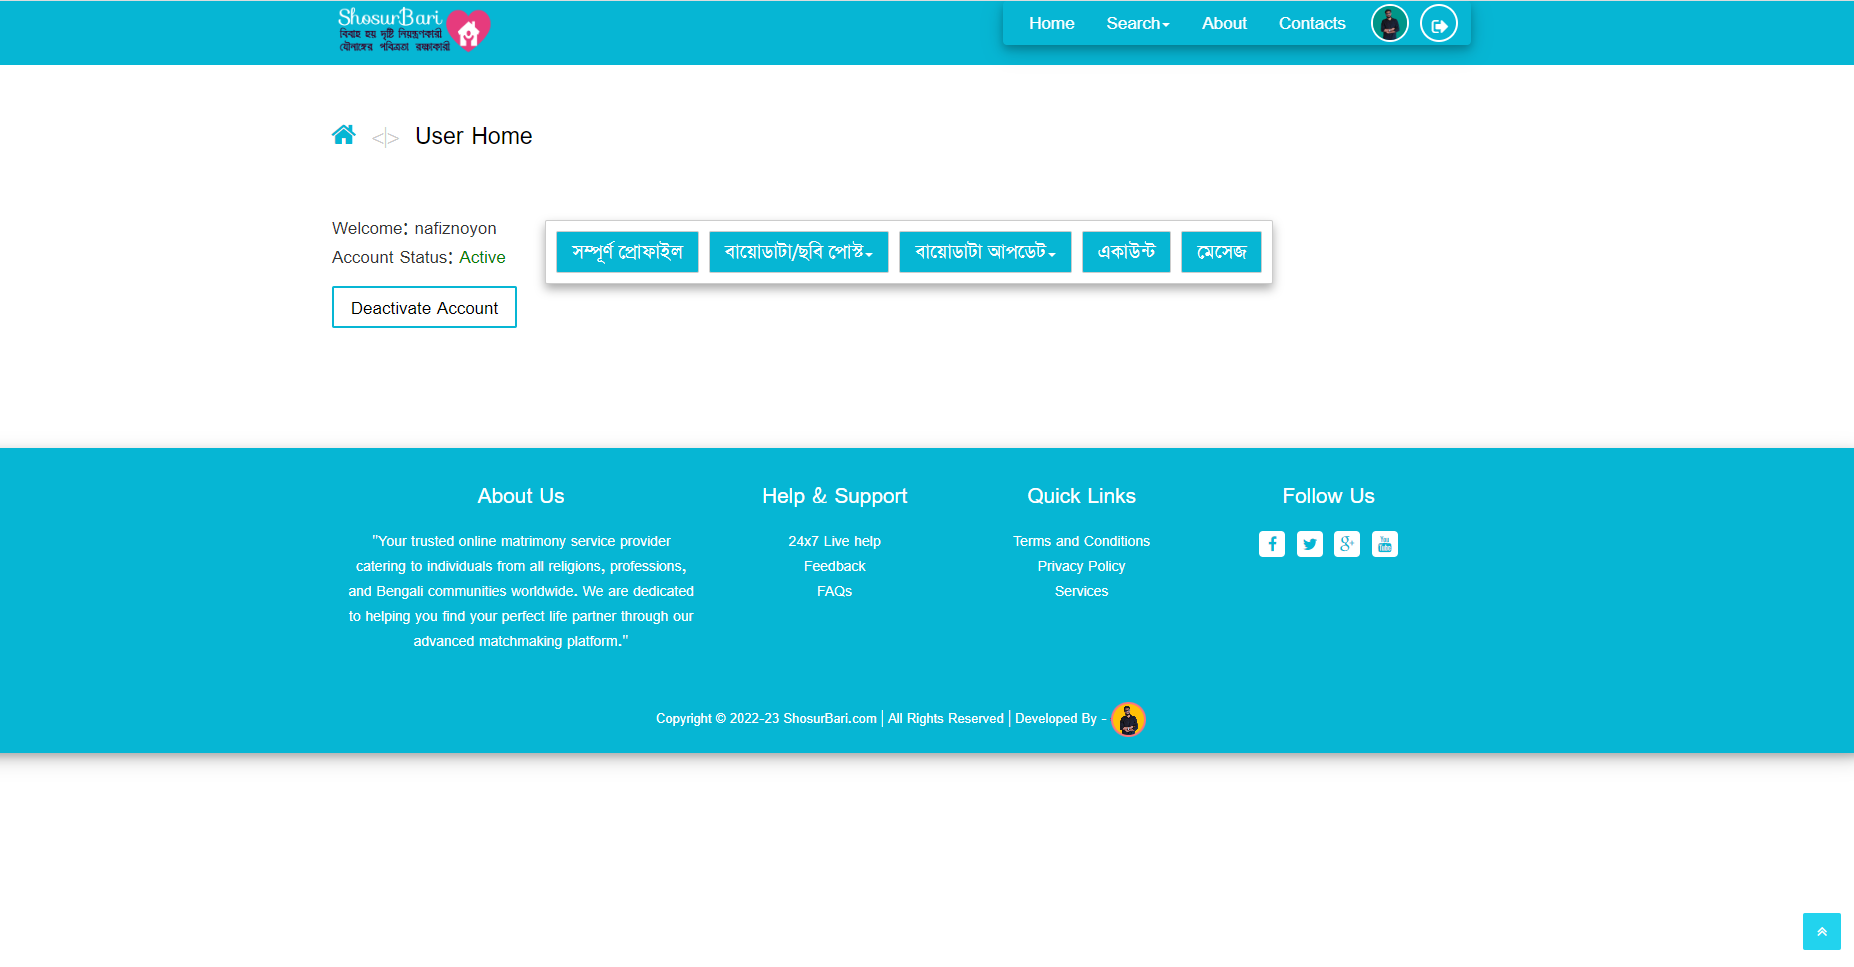 ShosurBari
বিবাহ হয় দৃষ্টি নিয়ন্ত্রণকারী
যৌনাঙ্গের পবিত্রতা রক্ষাকারী
Home Search About Contacts
User Home
Welcome: nafiznoyon
Account Status: Active
Deactivate Account
সম্পূর্ণ প্রোফাইল বায়োডাটা/ছবি পোস্ট বায়োডাটা আপডেট একাউন্ট মেসেজ
About Us
"Your trusted online matrimony service provider
catering to individuals from all religions, professions,
and Bengali communities worldwide. We are dedicated
to helping you find your perfect life partner through our
advanced matchmaking platform."
Help & Support
24x7 Live help
Feedback
FAQs
Quick Links
Terms and Conditions
Privacy Policy
Services
Follow Us
You Tube
Copyright © 2022-23 ShosurBari.com | All Rights Reserved | Developed By -